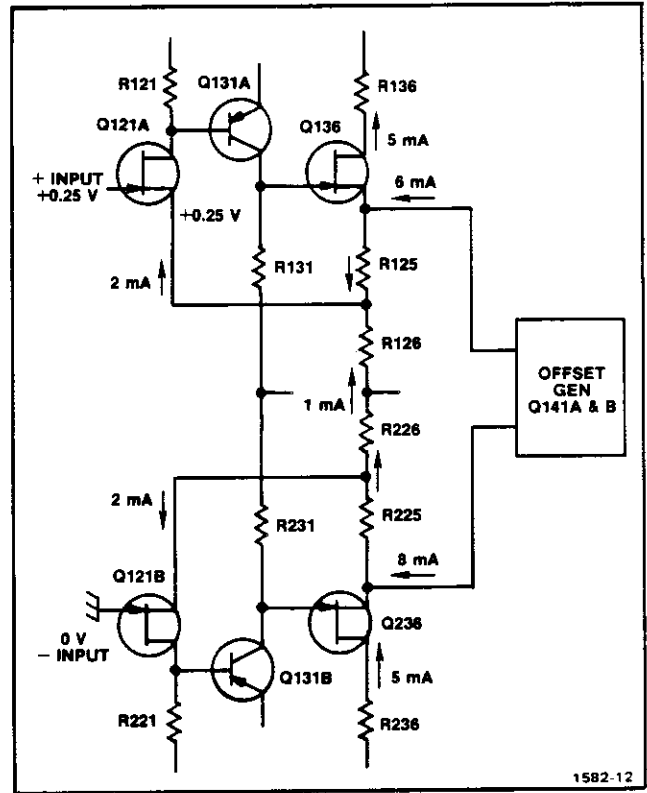 R121
Q131A
R136
Q121A
Q136
5 mA
+ INPUT
+0.25 V
+0.25 V
6 mA
2 mA
R131
R125
R126
OFFSET
GEN
Q141A & B
1 mA
R226
2 mA
R231
R225
8 mA
Q121B
Q236
0 V
– INPUT
Q131B
5 mA
R221
R236
1582-12